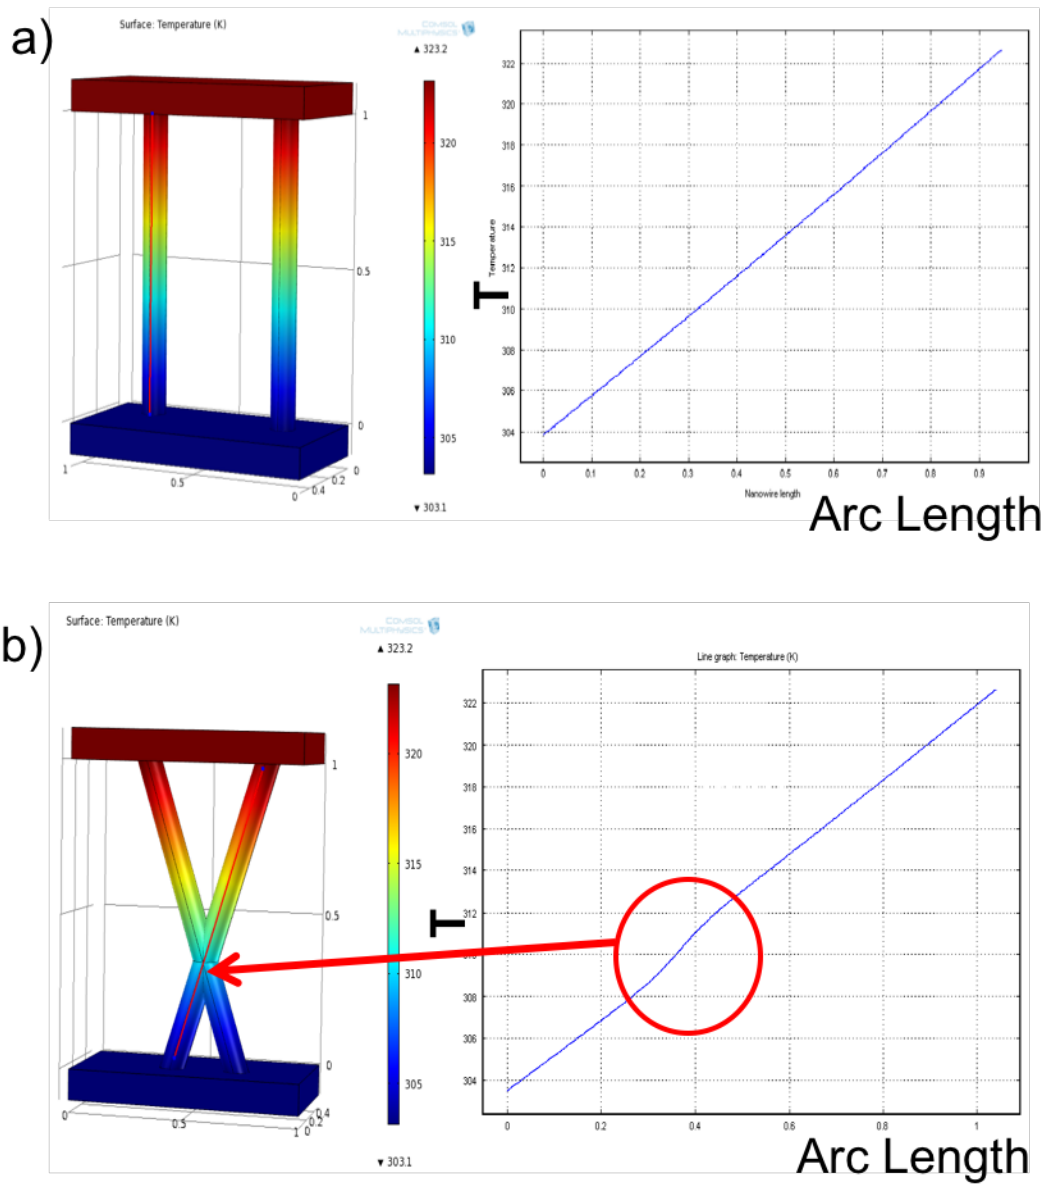 a)
Surface: Temperature (K)
COMSOL
MULTIPHYSICS
▲ 323.2
320
315
310
305
▼ 303.1
1
0.5
0
1
0.5
0
0.4
0.2
0
322
320
318
316
314
312
310
308
306
304
Temperature
T
0 0.1 0.2 0.3 0.4 0.5 0.6 0.7 0.8 0.9
Nanowire length
Arc Length
b)
Surface: Temperature (K)
COMSOL
MULTIPHYSICS
▲ 323.2
320
315
310
305
▼ 303.1
1
0.5
0
0
0.5
1
0.4
0.2
0
Line graph: Temperature (K)
322
320
318
316
314
312
310
308
306
304
T
0 0.2 0.4 0.6 0.8 1
Arc Length